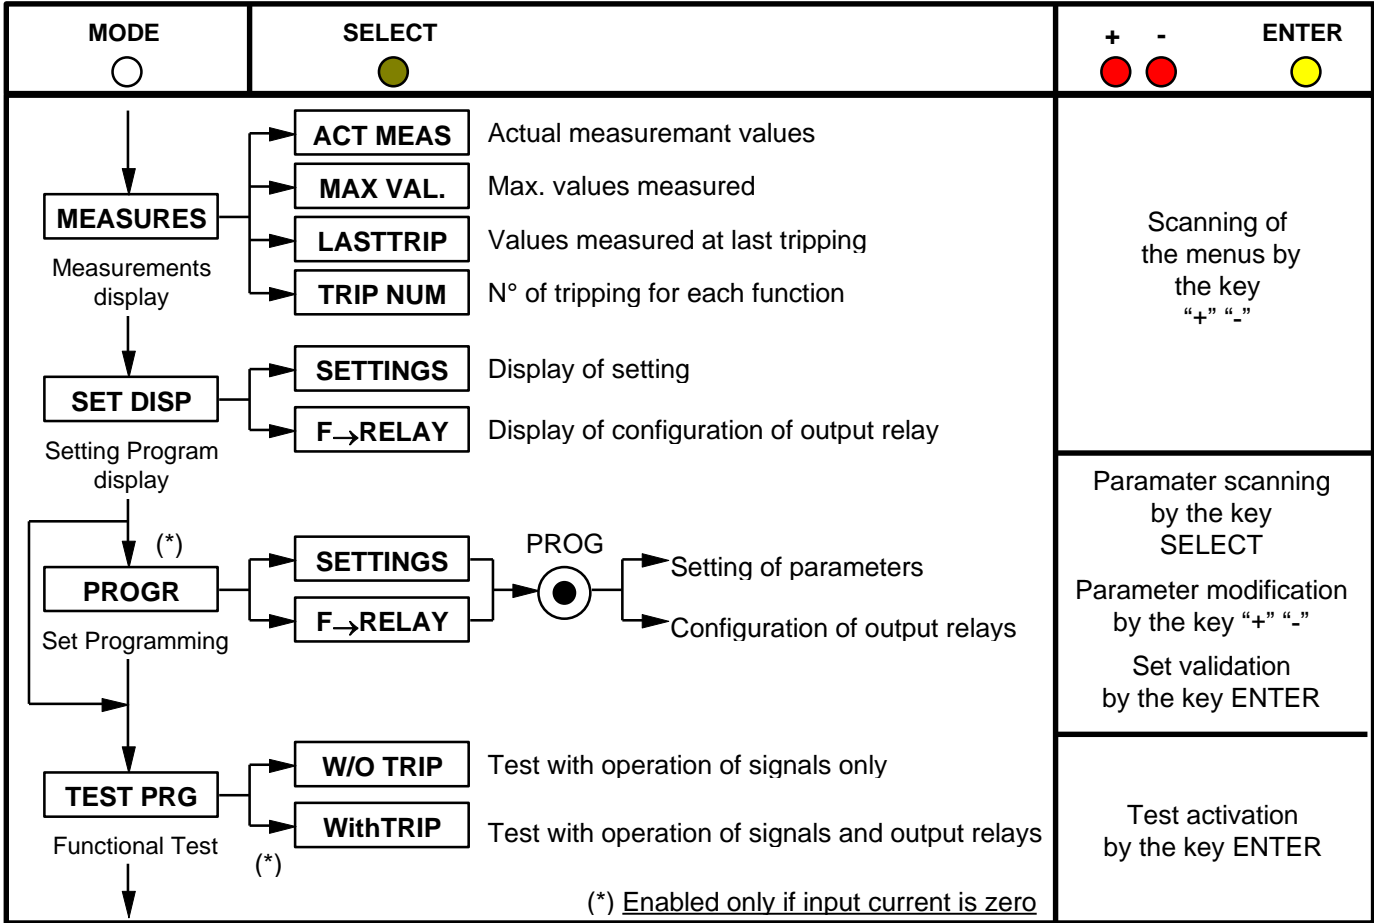 MODE
SELECT
+ -
ENTER
ACT MEAS
Actual measuremant values
MAX VAL.
Max. values measured
MEASURES
LASTTRIP
Values measured at last tripping
Measurements
display
TRIP NUM
N° of tripping for each function
Scanning of
the menus by
the key
“+” “-”
SETTINGS
Display of setting
SET DISP
F→RELAY
Display of configuration of output relay
Setting Program
display
(*)
SETTINGS
PROG
Setting of parameters
PROGR
F→RELAY
Configuration of output relays
Set Programming
Paramater scanning
by the key
SELECT
Parameter modification
by the key “+” “-”
Set validation
by the key ENTER
W/O TRIP
Test with operation of signals only
TEST PRG
WithTRIP
Test with operation of signals and output relays
Functional Test
(*)
Test activation
by the key ENTER
(*) Enabled only if input current is zero